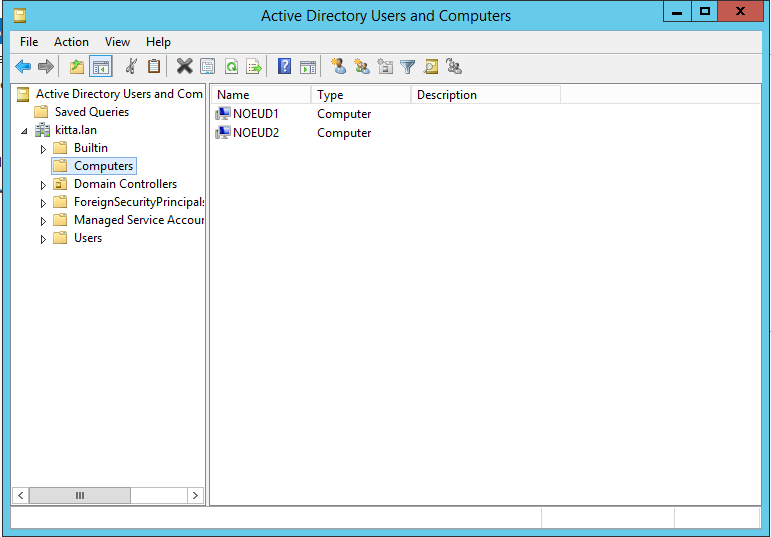 Active Directory Users and Computers
File Action View Help
Active Directory Users and Com
Saved Queries
kitta.lan
Builtin
Computers
Domain Controllers
ForeignSecurityPrincipals
Managed Service Accour
Users
Name Type Description
NOEUD1 Computer
NOEUD2 Computer